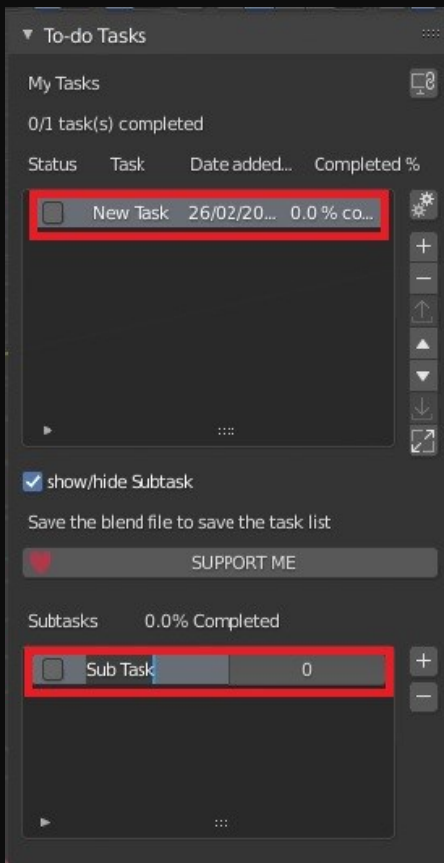 To-do Tasks
My Tasks
0/1 task(s) completed
Status Task Date added... Completed %
New Task 26/02/20... 0.0 % co...
show/hide Subtask
Save the blend file to save the task list
SUPPORT ME
Subtasks 0.0% Completed
Sub Task 0